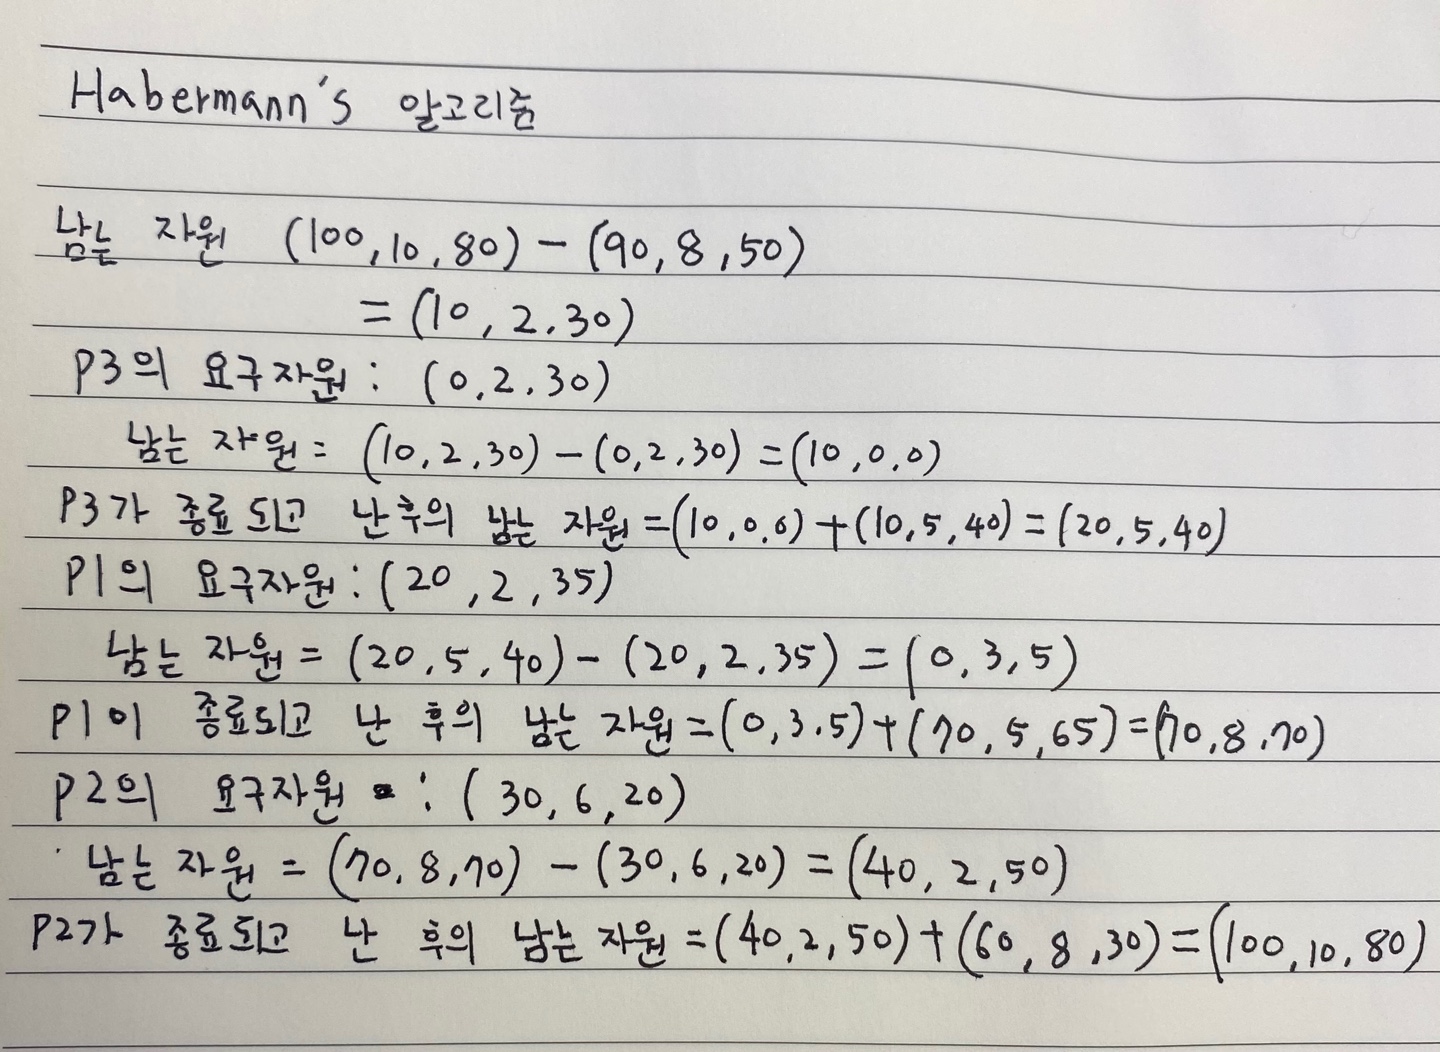 Habermann's 알고리즘
남는 자원 (100,10,80) - (90,8,50)
= (10,2,30)
P3의 요구자원 : (0,2,30)
남는 자원 = (10,2,30) - (0,2,30) = (10,0,0)
P3가 종료되고 난 후의 남는 자원 = (10,0,0) + (10,5,40) = (20,5,40)
P1의 요구자원 : (20,2,35)
남는 자원 = (20,5,40) - (20,2,35) = (0,3,5)
P1이 종료되고 난 후의 남는 자원 = (0,3,5) + (70,5,65) = (70,8,70)
P2의 요구자원 : (30,6,20)
남는 자원 = (70,8,70) - (30,6,20) = (40,2,50)
P2가 종료되고 난 후의 남는 자원 = (40,2,50) + (60,8,30) = (100,10,80)